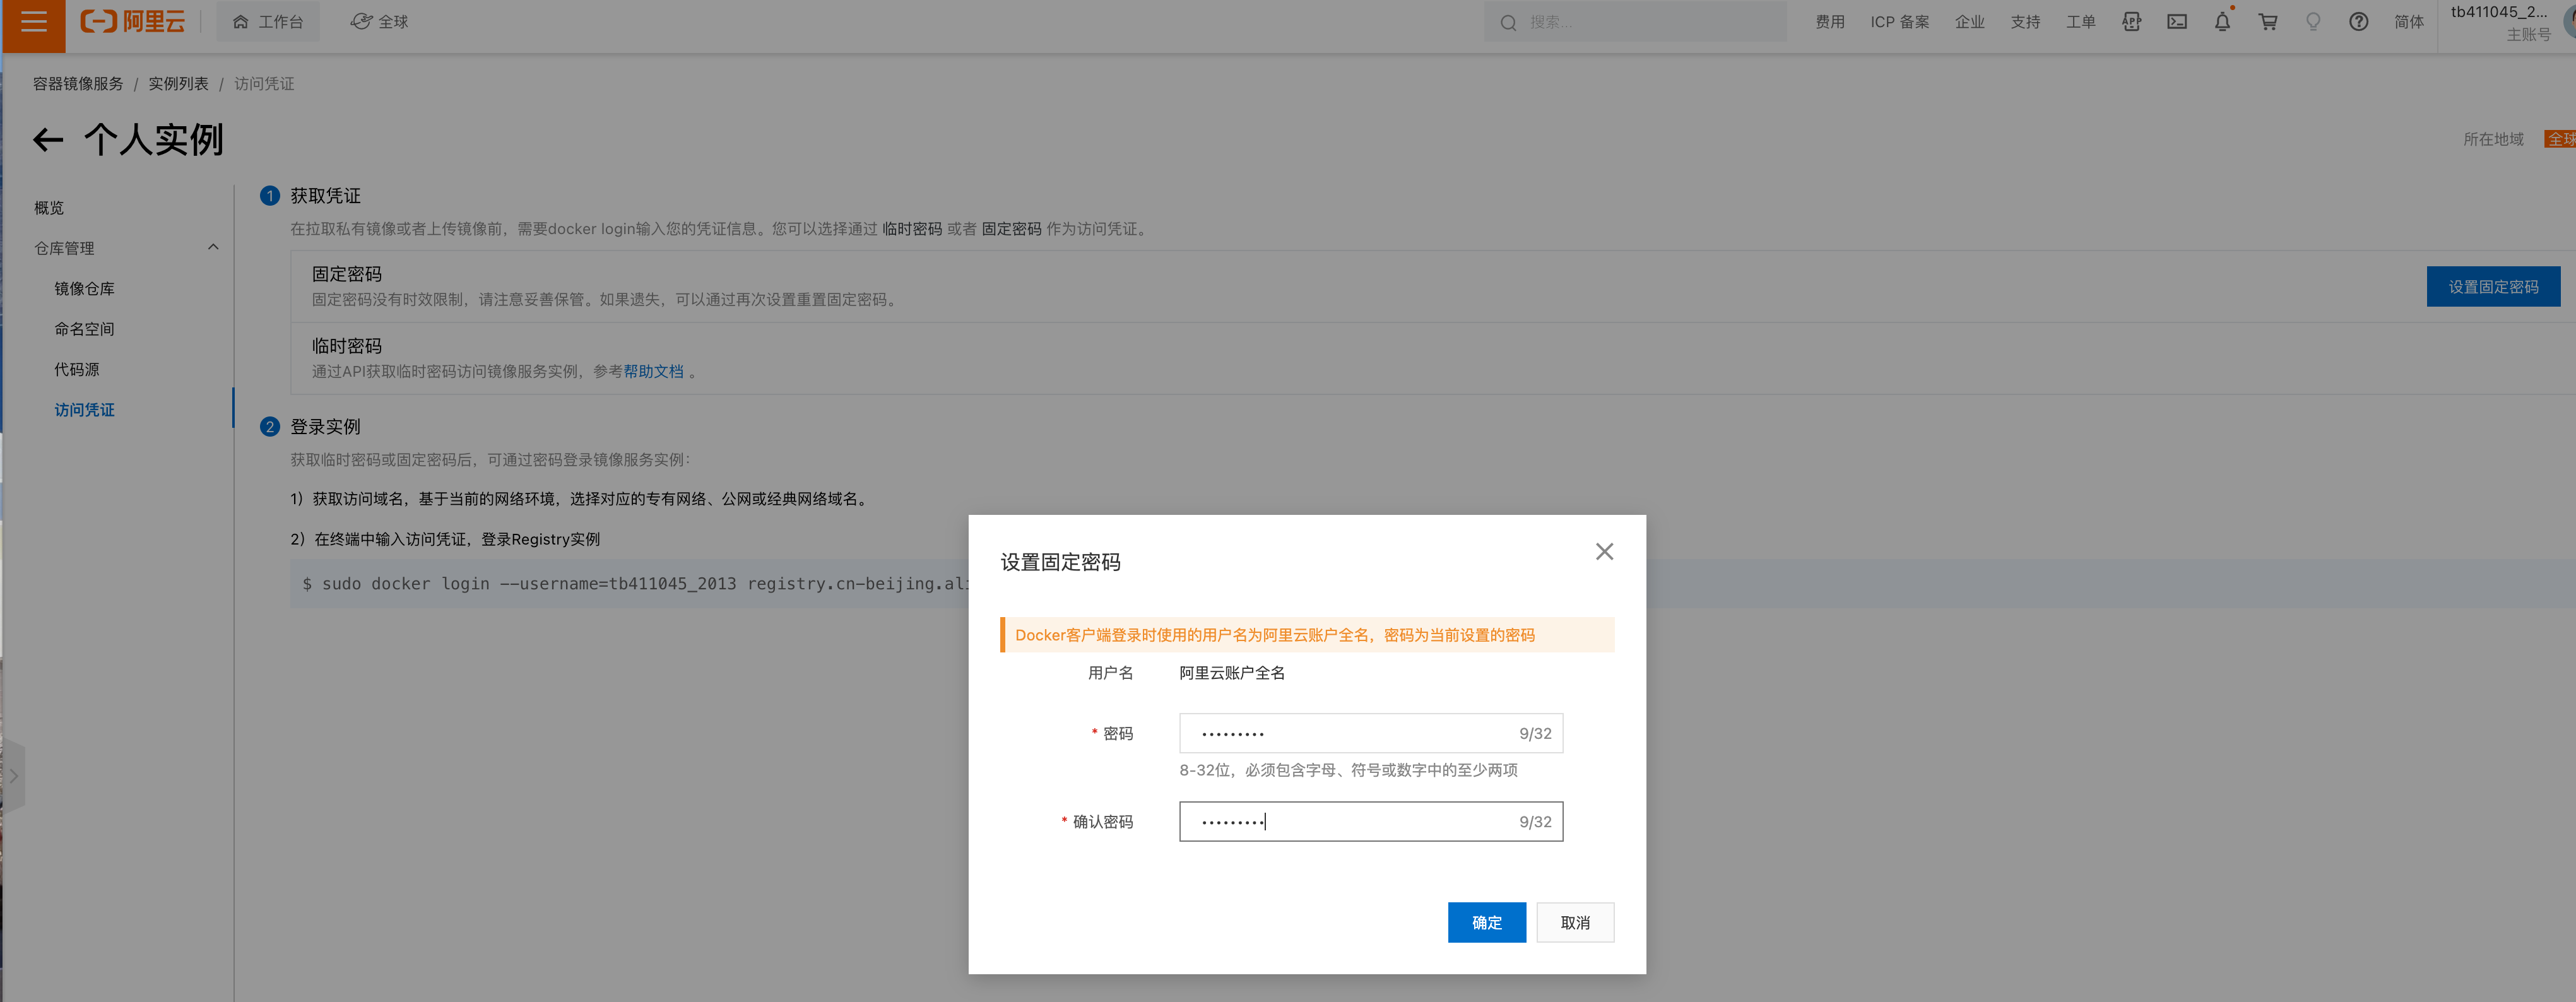 阿里云
工作台
全球
搜索...
费用
ICP 备案
企业
支持
工单
简体
tb411045_2...
主账号
容器镜像服务 / 实例列表 / 访问凭证
个人实例
所在地域
全球
概览
仓库管理
镜像仓库
命名空间
代码源
访问凭证
1 获取凭证
在拉取私有镜像或者上传镜像前，需要docker login输入您的凭证信息。您可以选择通过 临时密码 或者 固定密码 作为访问凭证。
固定密码
固定密码没有时效限制，请注意妥善保管。如果遗失，可以通过再次设置重置固定密码。
设置固定密码
临时密码
通过API获取临时密码访问镜像服务实例，参考帮助文档 。
2 登录实例
获取临时密码或固定密码后，可通过密码登录镜像服务实例：
1）获取访问域名，基于当前的网络环境，选择对应的专有网络、公网或经典网络域名。
2）在终端中输入访问凭证，登录Registry实例
$ sudo docker login --username=tb411045_2013 registry.cn-beijing.ali
设置固定密码
Docker客户端登录时使用的用户名为阿里云账户全名，密码为当前设置的密码
用户名 阿里云账户全名
* 密码 ••••••••• 9/32
8-32位，必须包含字母、符号或数字中的至少两项
* 确认密码 ••••••••• 9/32
确定
取消